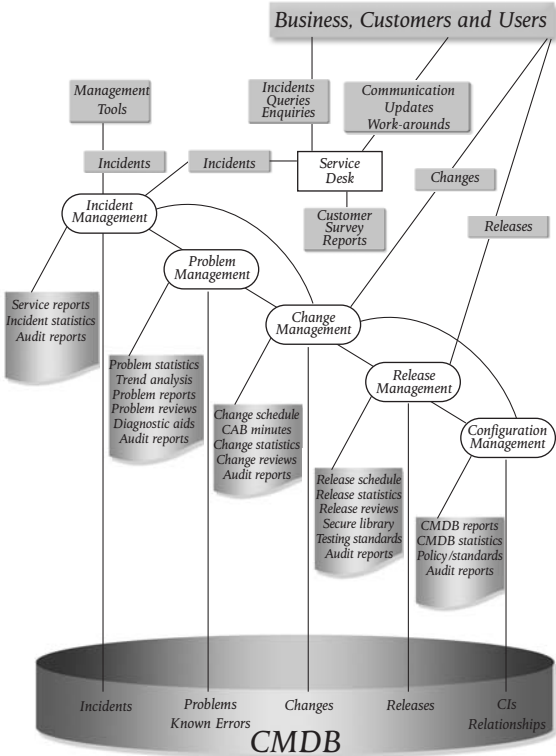 Business, Customers and Users
Management
Tools
Incidents
Queries
Enquiries
Communication
Updates
Work-arounds
Incidents
Incidents
Service
Desk
Changes
Customer
Survey
Reports
Releases
Incident
Management
Problem
Management
Service reports
Incident statistics
Audit reports
Change
Management
Problem statistics
Trend analysis
Problem reports
Problem reviews
Diagnostic aids
Audit reports
Release
Management
Change schedule
CAB minutes
Change statistics
Change reviews
Audit reports
Configuration
Management
Release schedule
Release statistics
Release reviews
Secure library
Testing standards
Audit reports
CMDB reports
CMDB statistics
Policy/standards
Audit reports
Incidents
Problems
Known Errors
Changes
Releases
CIs
Relationships
CMDB